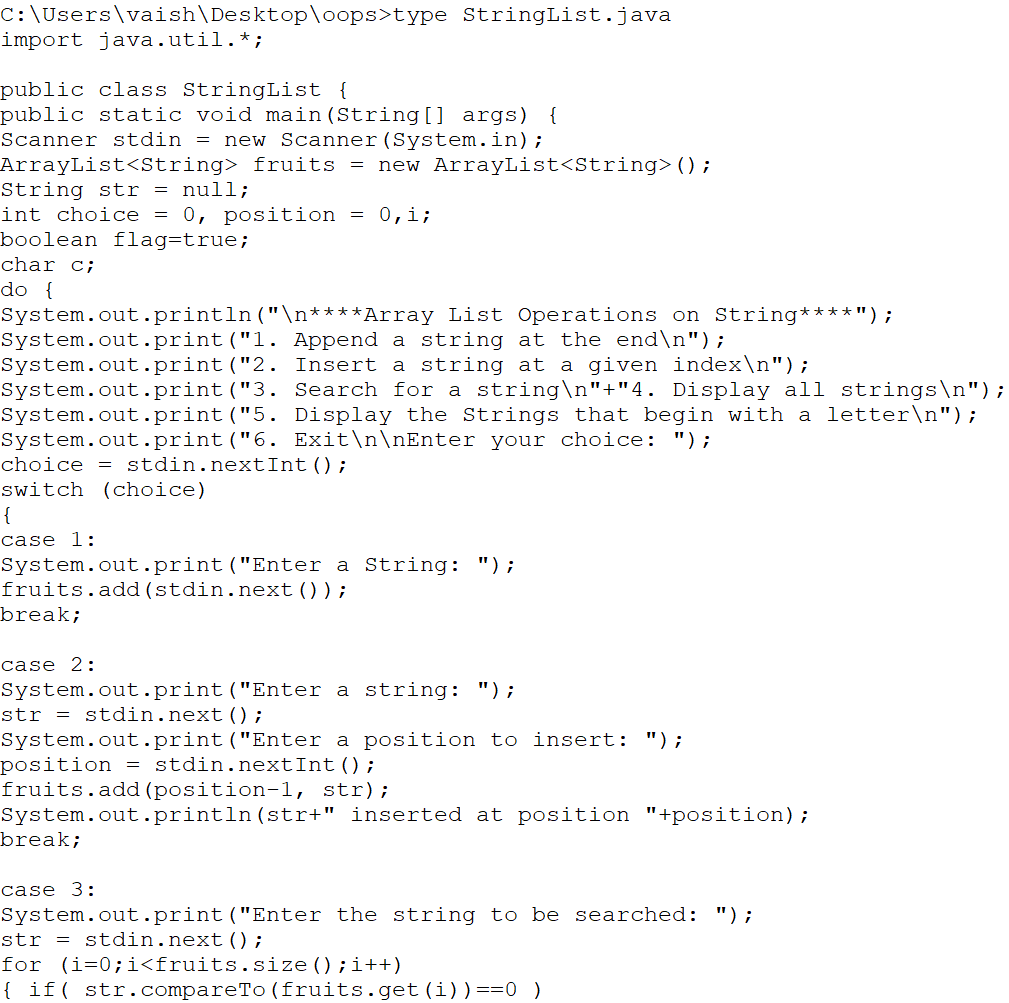 C:\Users\vaish\Desktop\oops>type StringList.java
import java.util.*;

public class StringList {
public static void main(String[] args) {
Scanner stdin = new Scanner(System.in);
ArrayList<String> fruits = new ArrayList<String>();
String str = null;
int choice = 0, position = 0,i;
boolean flag=true;
char c;
do {
System.out.println("\n****Array List Operations on String****");
System.out.print("1. Append a string at the end\n");
System.out.print("2. Insert a string at a given index\n");
System.out.print("3. Search for a string\n"+"4. Display all strings\n");
System.out.print("5. Display the Strings that begin with a letter\n");
System.out.print("6. Exit\n\nEnter your choice: ");
choice = stdin.nextInt();
switch (choice)
{
case 1:
System.out.print("Enter a String: ");
fruits.add(stdin.next());
break;

case 2:
System.out.print("Enter a string: ");
str = stdin.next();
System.out.print("Enter a position to insert: ");
position = stdin.nextInt();
fruits.add(position-1, str);
System.out.println(str+" inserted at position "+position);
break;

case 3:
System.out.print("Enter the string to be searched: ");
str = stdin.next();
for (i=0;i<fruits.size();i++)
{ if( str.compareTo(fruits.get(i))==0 )